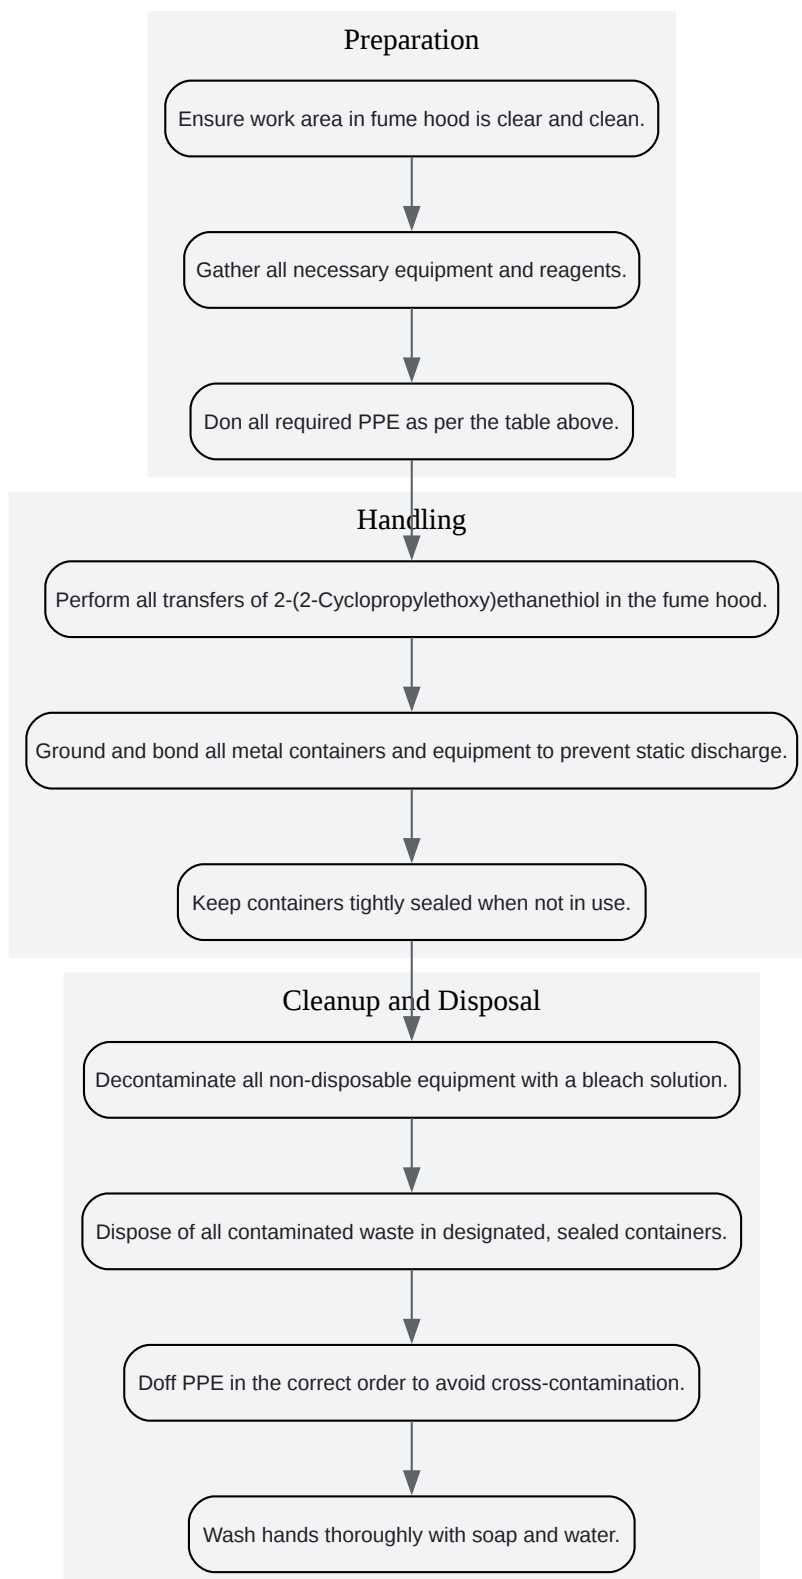 Preparation
Ensure work area in fume hood is clear and clean.
Gather all necessary equipment and reagents.
Don all required PPE as per the table above.
Handling
Perform all transfers of 2-(2-Cyclopropylethoxy)ethanethiol in the fume hood.
Ground and bond all metal containers and equipment to prevent static discharge.
Keep containers tightly sealed when not in use.
Cleanup and Disposal
Decontaminate all non-disposable equipment with a bleach solution.
Dispose of all contaminated waste in designated, sealed containers.
Doff PPE in the correct order to avoid cross-contamination.
Wash hands thoroughly with soap and water.